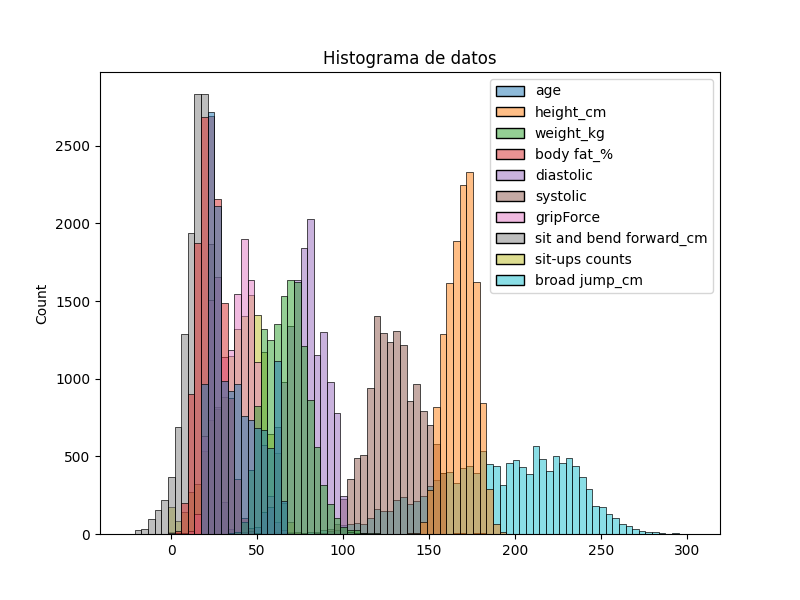 Histograma de datos
age
height_cm
weight_kg
body fat_%
diastolic
systolic
gripForce
sit and bend forward_cm
sit-ups counts
broad jump_cm
Count
2500
2000
1500
1000
500
0
0 50 100 150 200 250 300